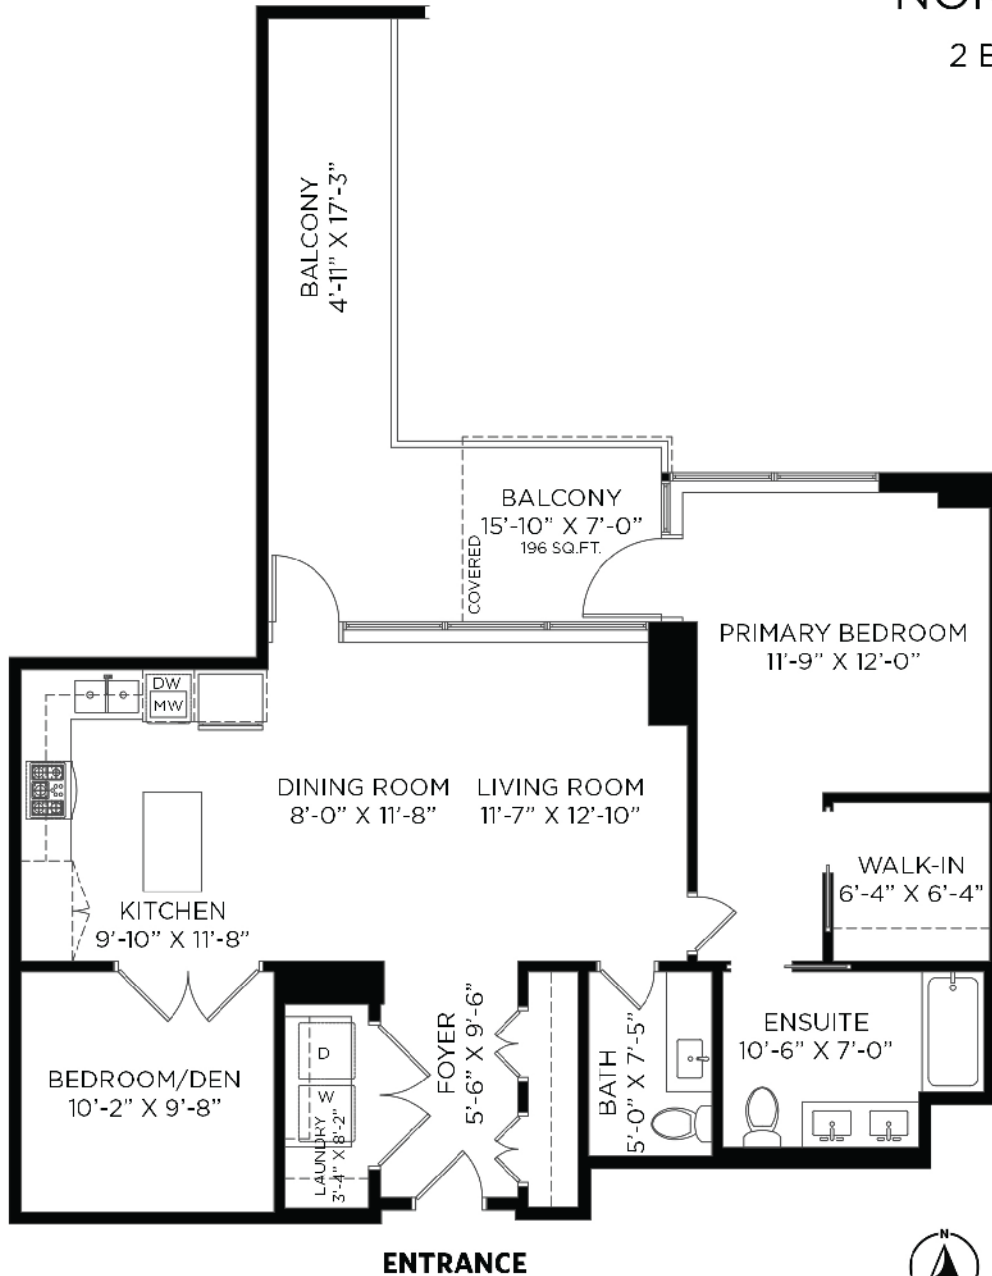 2
BALCONY
4'-11" X 17'-3"
BALCONY
15'-10" X 7'-0"
196 SQ.FT.
COVERED
PRIMARY BEDROOM
11'-9" X 12'-0"
DW
MW
DINING ROOM
8'-0" X 11'-8"
LIVING ROOM
11'-7" X 12'-10"
WALK-IN
6'-4" X 6'-4"
KITCHEN
9'-10" X 11'-8"
ENSUITE
10'-6" X 7'-0"
FOYER
5'-6" X 9'-6"
BATH
5'-0" X 7'-5"
BEDROOM/DEN
10'-2" X 9'-8"
D
W
LAUNDRY
3'-4" X 8'-2"
ENTRANCE
N